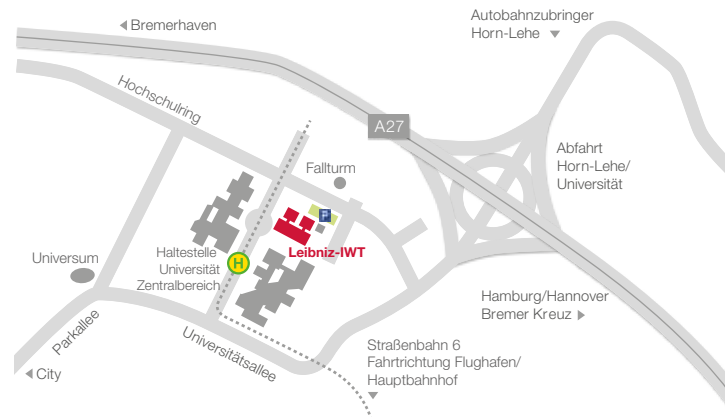 Autobahnzubringer
Horn-Lehe
Bremerhaven
Hochschulring
A27
Abfahrt
Horn-Lehe/
Universität
Fallturm
P
Leibniz-IWT
Haltestelle
Universität
Zentralbereich
H
Universum
Hamburg/Hannover
Bremer Kreuz
Parkallee
Universitätsallee
Straßenbahn 6
Fahrtrichtung Flughafen/
Hauptbahnhof
City